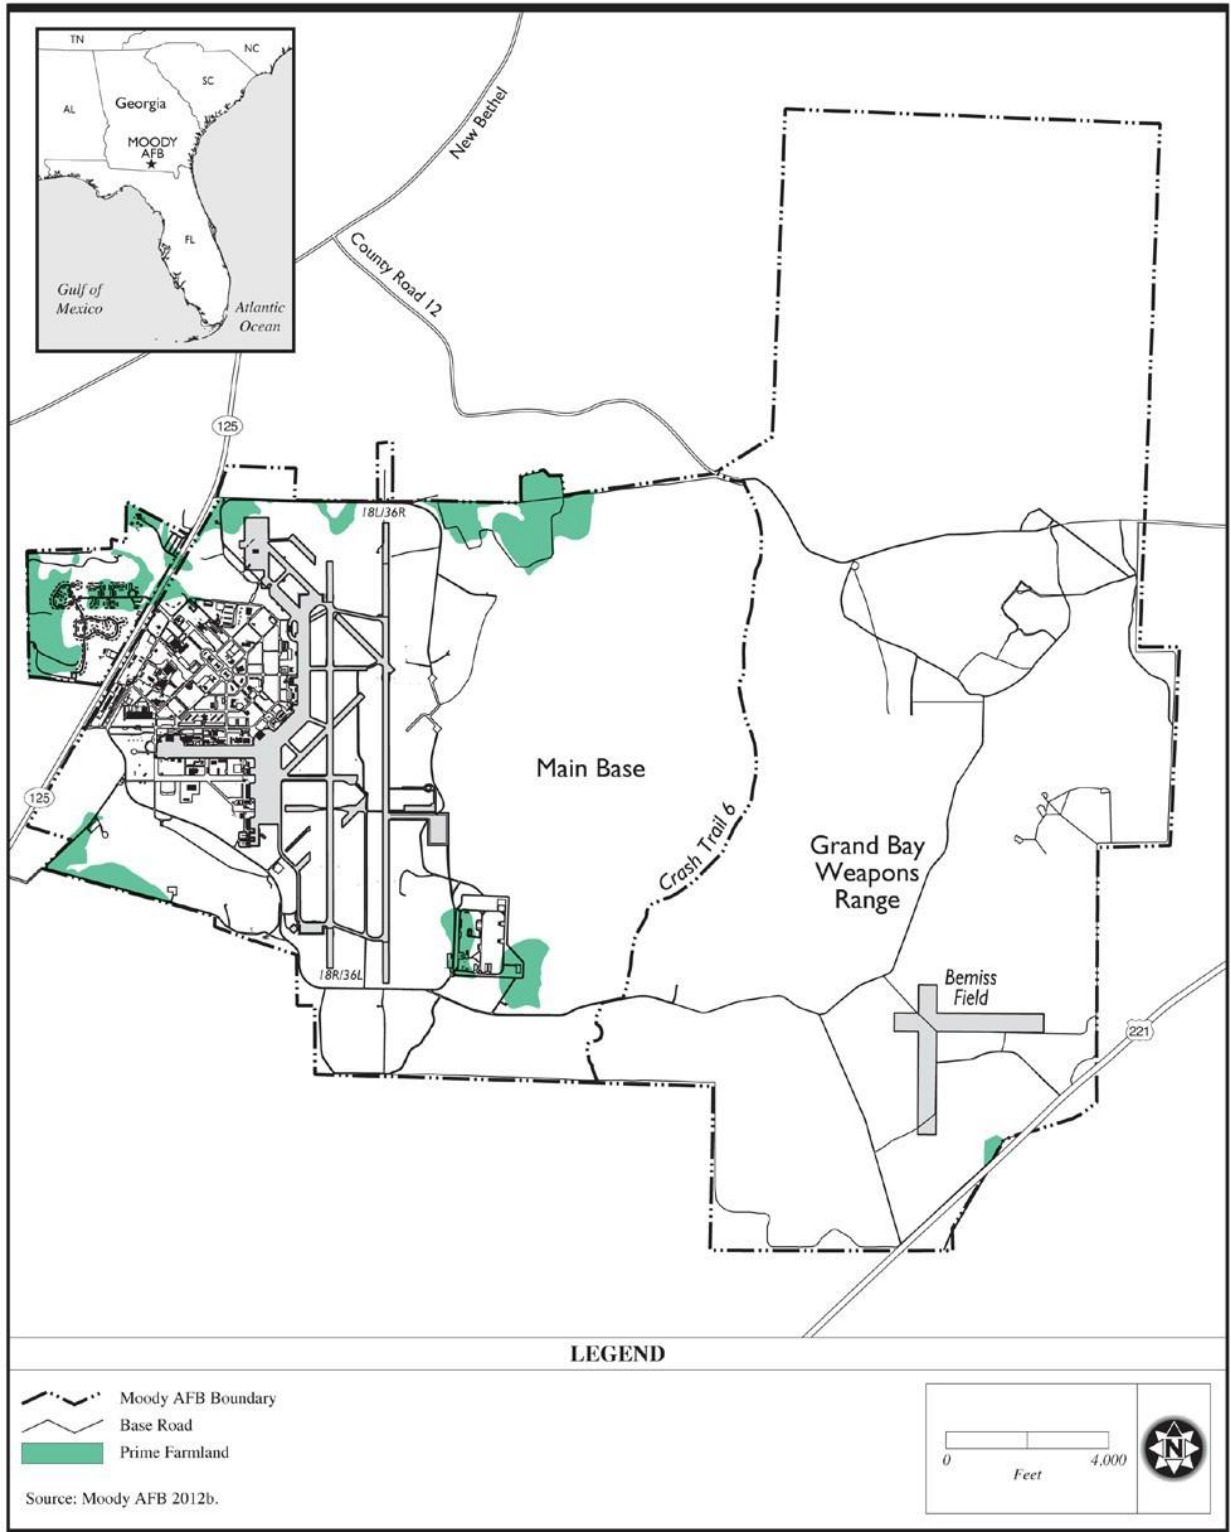 TN
NC
SC
AL
Georgia
MOODY
AFB
FL
Gulf of
Mexico
Atlantic
Ocean
New Bethel
County Road 12
125
18L/36R
Main Base
125
Crash Trail 6
Grand Bay
Weapons
Range
18R/36L
Bemiss
Field
221
LEGEND
Moody AFB Boundary
Base Road
Prime Farmland
Source: Moody AFB 2012b.
0
4,000
Feet
N